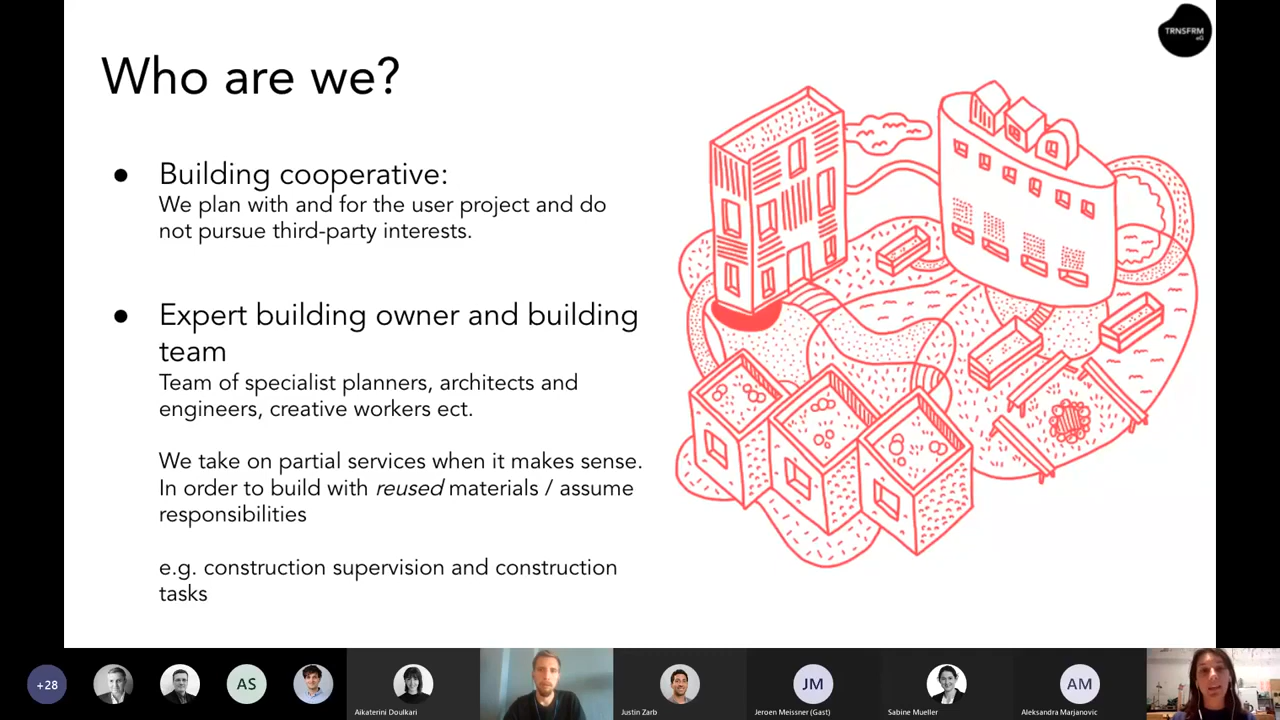 TRNSFRM
eG
Who are we?
● Building cooperative:
We plan with and for the user project and do
not pursue third-party interests.
● Expert building owner and building
team
Team of specialist planners, architects and
engineers, creative workers ect.
We take on partial services when it makes sense.
In order to build with reused materials / assume
responsibilities
e.g. construction supervision and construction
tasks
+28
AS
JM
AM
Aikaterini Doulkari
Justin Zarb
Jeroen Meissner (Gast)
Sabine Mueller
Aleksandra Marjanovic